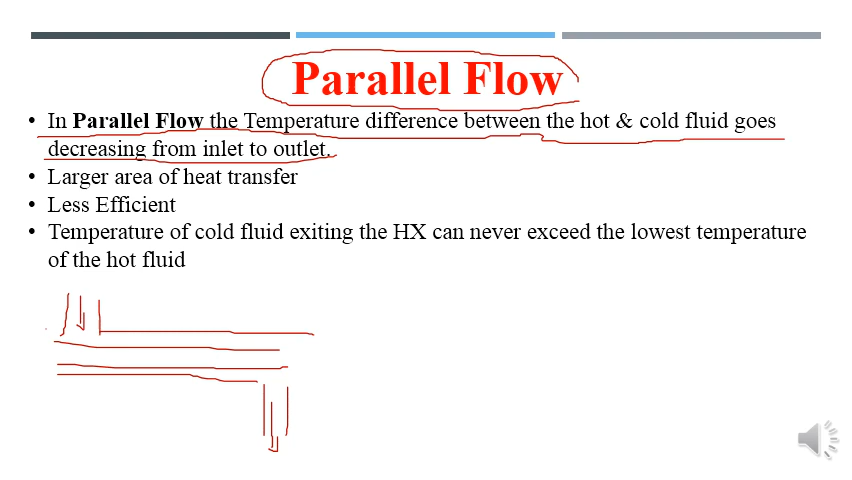 Parallel Flow
• In Parallel Flow the Temperature difference between the hot & cold fluid goes
decreasing from inlet to outlet.
• Larger area of heat transfer
• Less Efficient
• Temperature of cold fluid exiting the HX can never exceed the lowest temperature
of the hot fluid